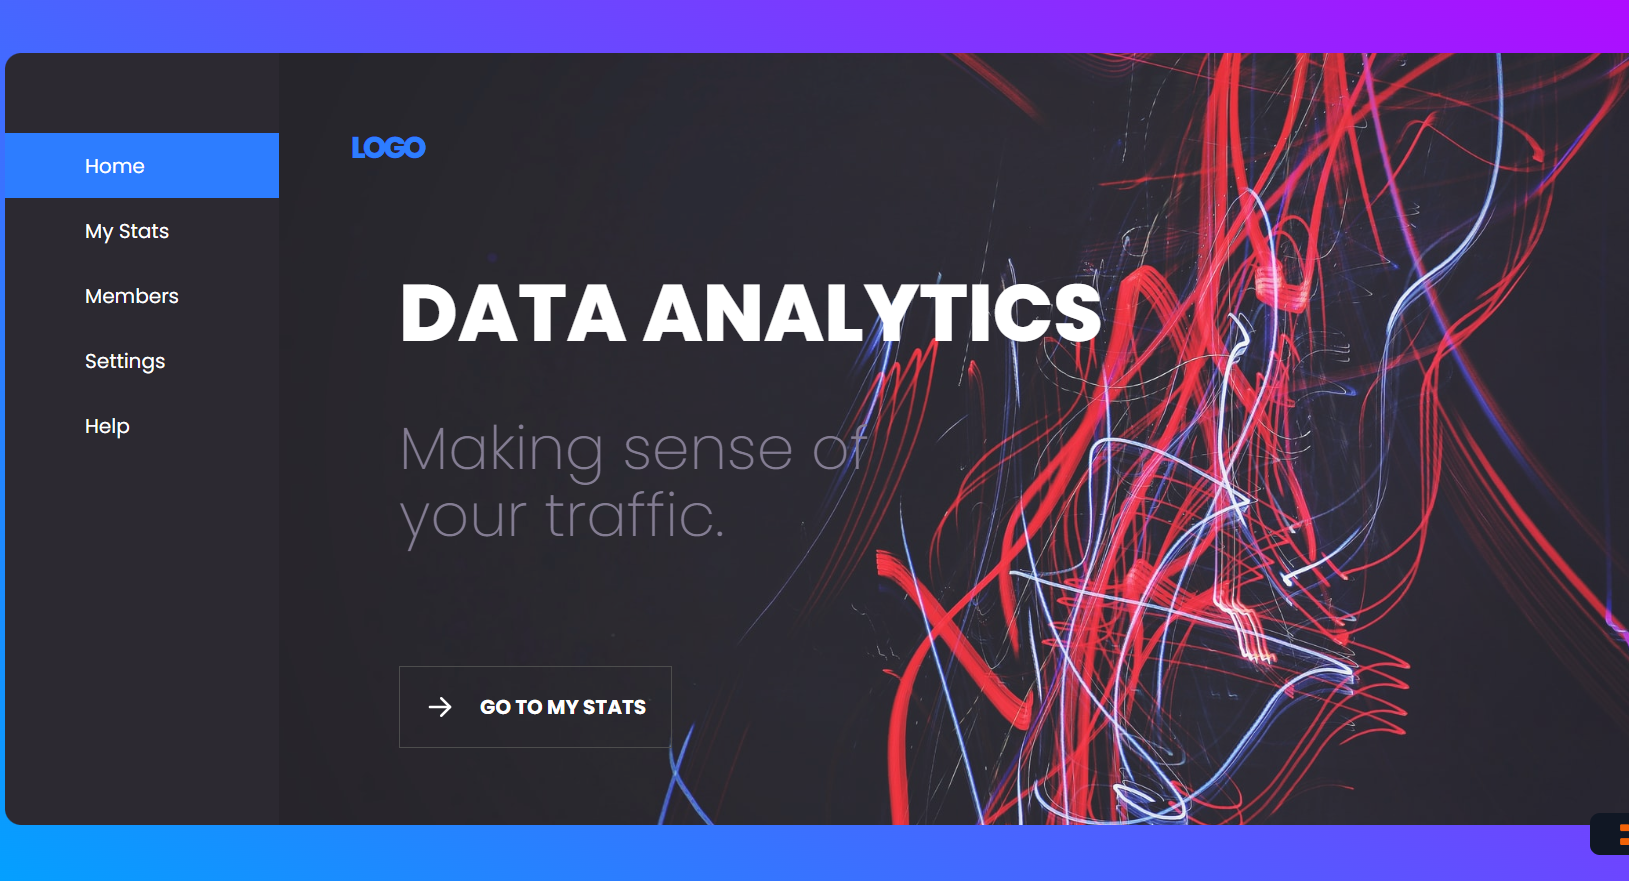 Home
My Stats
Members
Settings
Help
LOGO
DATA ANALYTICS
Making sense of
your traffic.
GO TO MY STATS